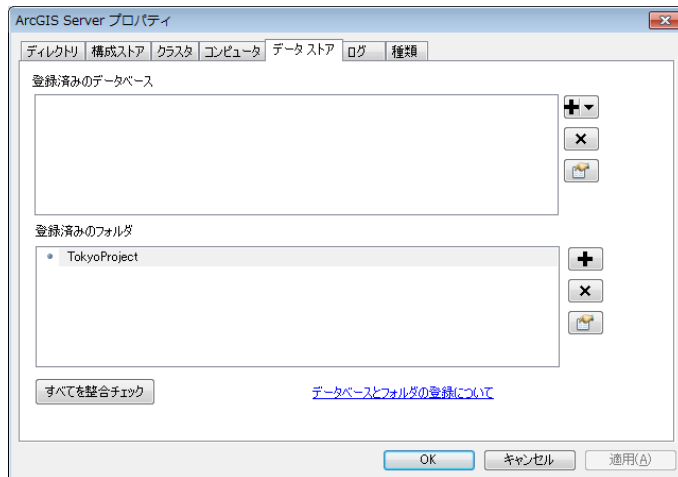 ArcGIS Server プロパティ
ディレクトリ 構成ストア クラスタ コンピュータ データ ストア ログ 種類
登録済みのデータベース
登録済みのフォルダ
TokyoProject
すべてを整合チェック データベースとフォルダの登録について
OK キャンセル 適用(A)